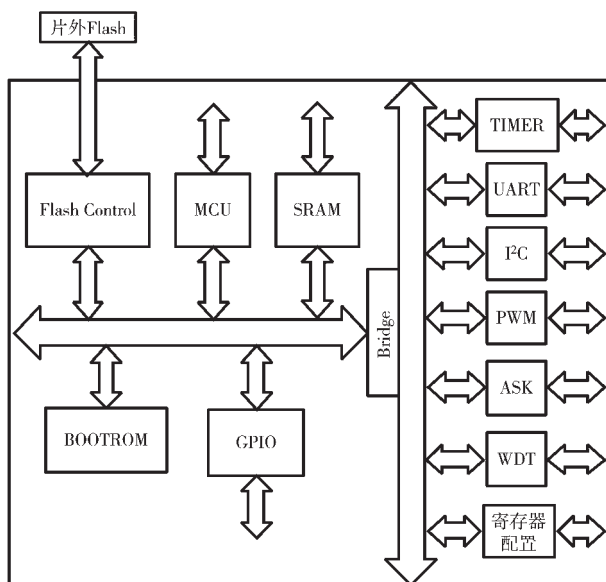 片外Flash
Flash Control
MCU
SRAM
BOOTROM
GPIO
Bridge
TIMER
UART
I²C
PWM
ASK
WDT
寄存器
配置